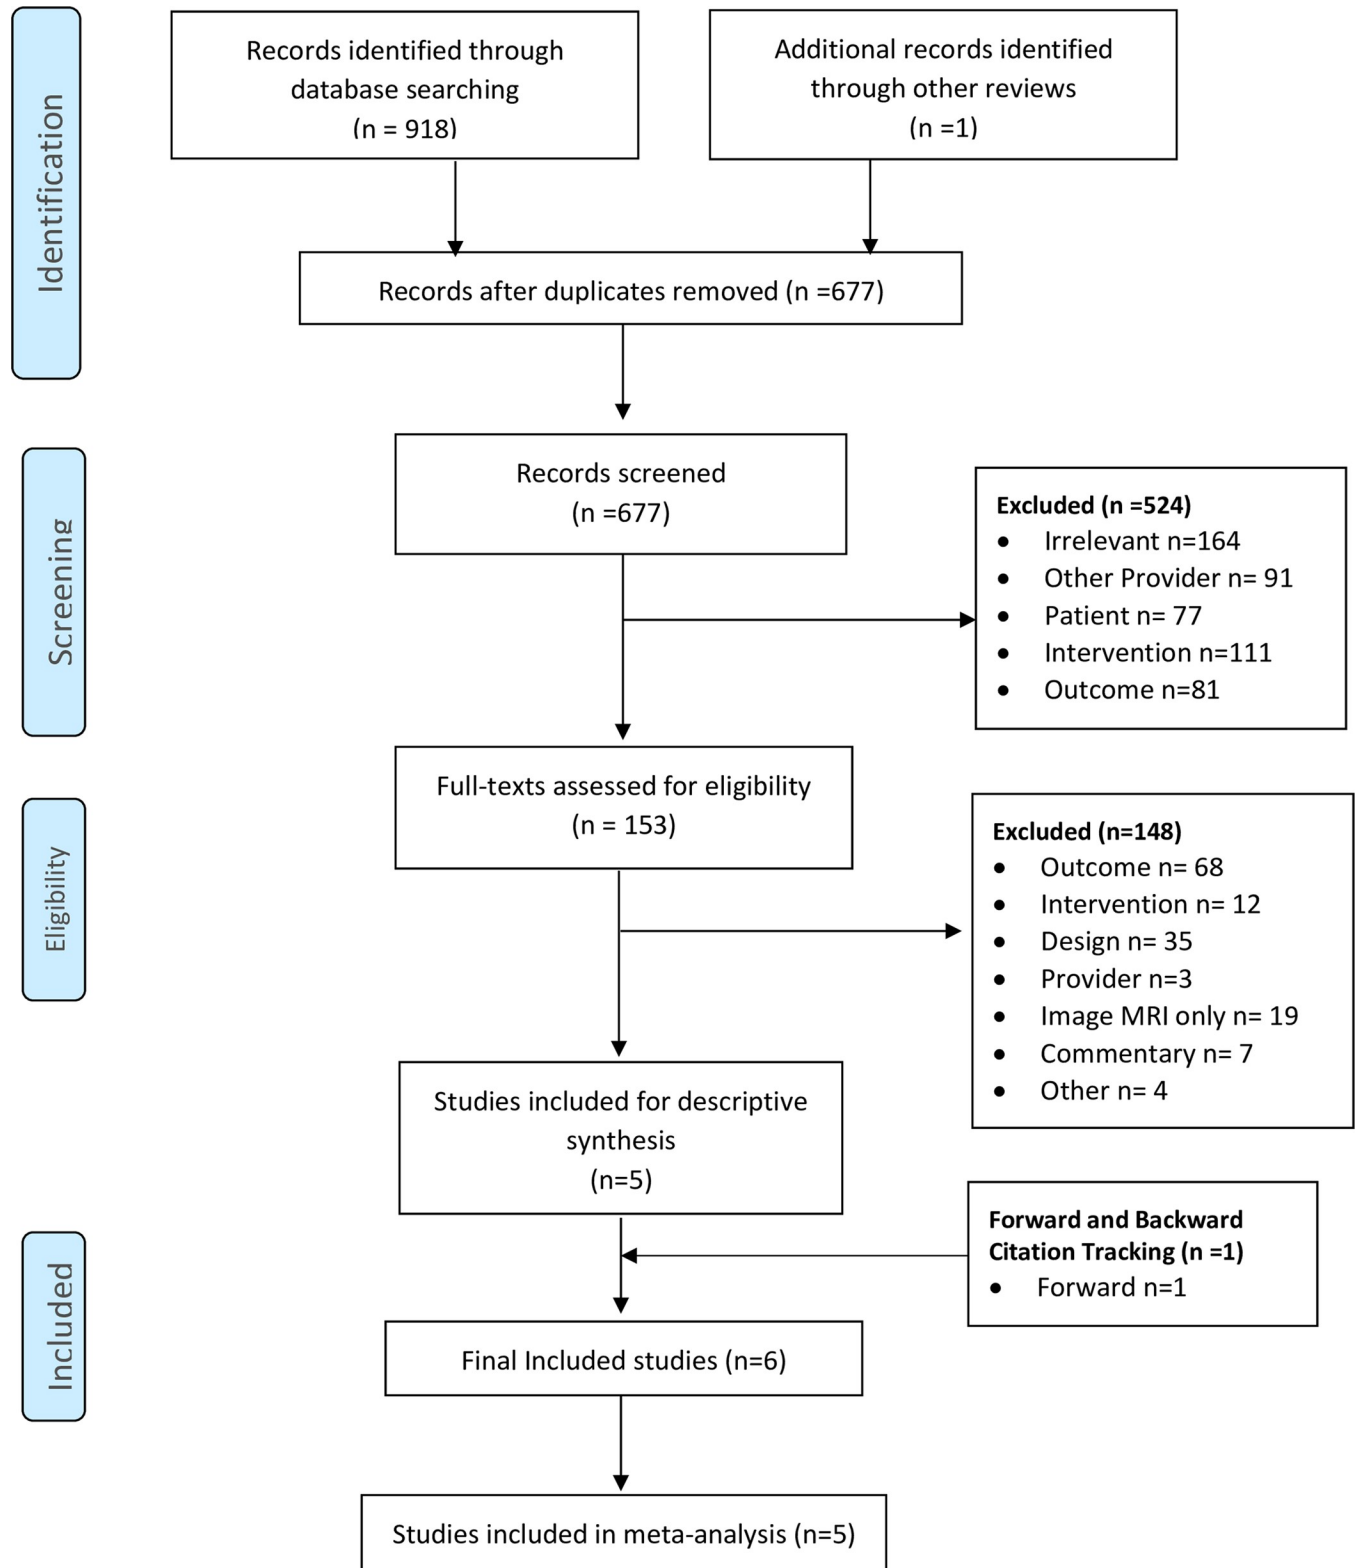 Identification
Records identified through
database searching
(n = 918)
Additional records identified
through other reviews
(n =1)
Records after duplicates removed (n =677)
Screening
Records screened
(n =677)
Excluded (n =524)
• Irrelevant n=164
• Other Provider n= 91
• Patient n= 77
• Intervention n=111
• Outcome n=81
Eligibility
Full-texts assessed for eligibility
(n = 153)
Excluded (n=148)
• Outcome n= 68
• Intervention n= 12
• Design n= 35
• Provider n=3
• Image MRI only n= 19
• Commentary n= 7
• Other n= 4
Studies included for descriptive
synthesis
(n=5)
Included
Forward and Backward
Citation Tracking (n =1)
• Forward n=1
Final Included studies (n=6)
Studies included in meta-analysis (n=5)